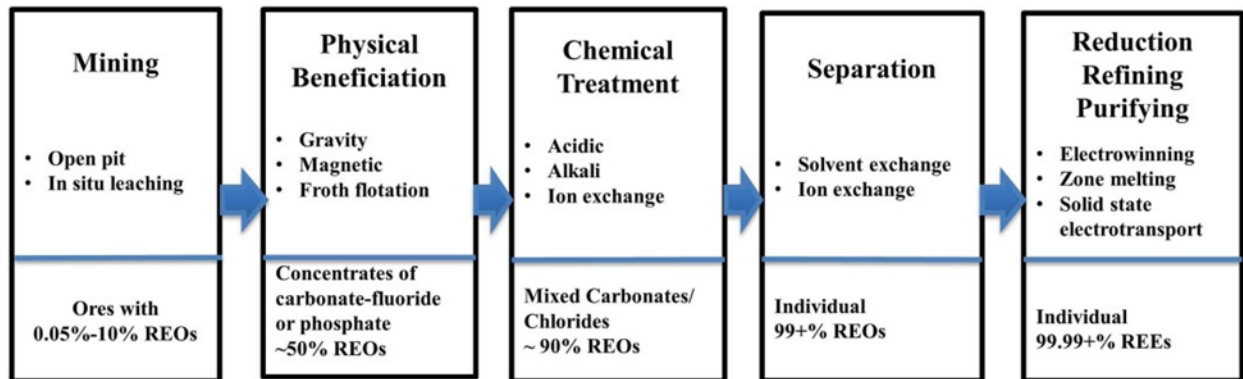 Mining
• Open pit
• In situ leaching
Ores with
0.05%-10% REOs
Physical
Beneficiation
• Gravity
• Magnetic
• Froth flotation
Concentrates of
carbonate-fluoride
or phosphate
~50% REOs
Chemical
Treatment
• Acidic
• Alkali
• Ion exchange
Mixed Carbonates/
Chlorides
~ 90% REOs
Separation
• Solvent exchange
• Ion exchange
Individual
99+% REOs
Reduction
Refining
Purifying
• Electrowinning
• Zone melting
• Solid state
electrotransport
Individual
99.99+% REEs